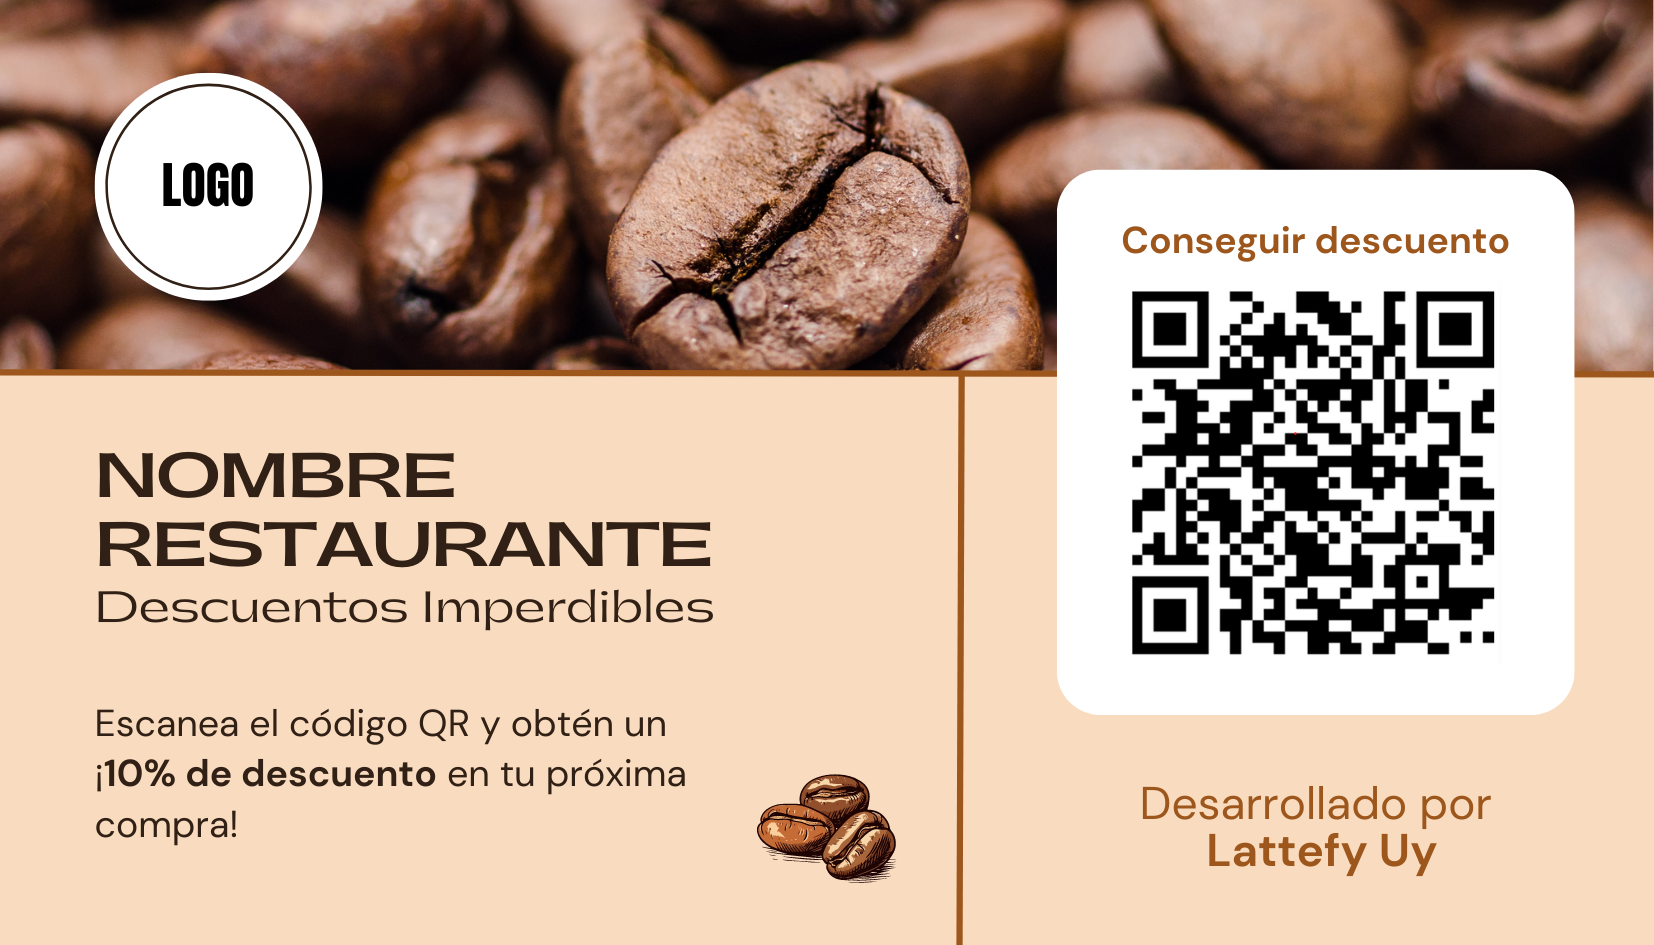 LOGO
Conseguir descuento
NOMBRE
RESTAURANTE
Descuentos Imperdibles
Escanea el código QR y obtén un
¡10% de descuento en tu próxima
compra!
Desarrollado por
Lattefy Uy